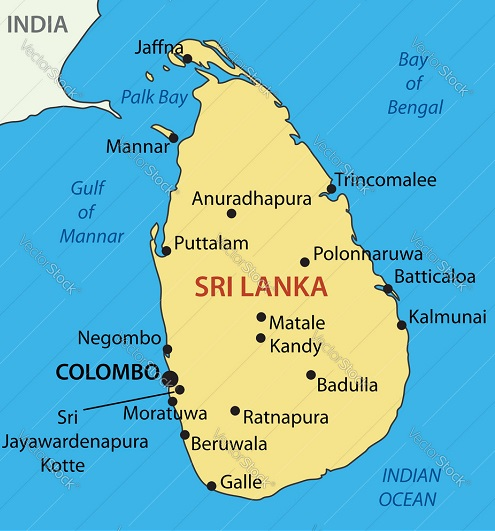 INDIA
Jaffna
Bay
of
Bengal
Palk Bay
Mannar
Trincomalee
Gulf
of
Mannar
Anuradhapura
Puttalam
Polonnaruwa
Batticaloa
SRI LANKA
Kalmunai
Matale
Negombo
Kandy
COLOMBO
Badulla
Sri
Jayawardenapura
Kotte
Moratuwa
Ratnapura
Beruwala
Galle
INDIAN
OCEAN
VectorStock